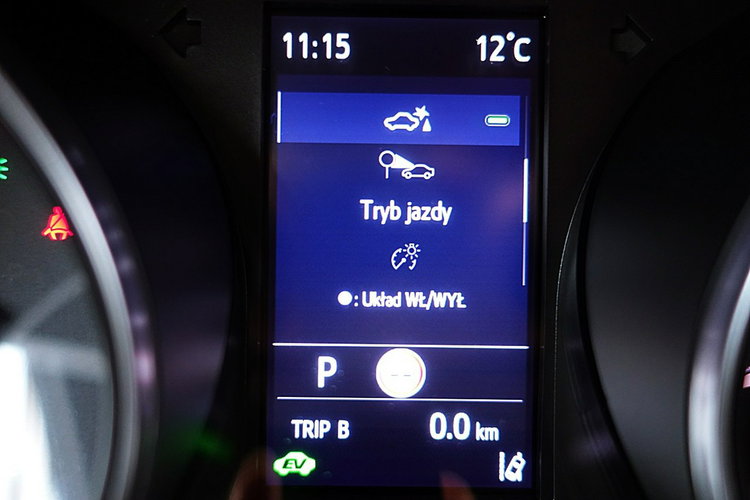 11:15 12°C
Tryb jazdy
: Układ WŁ/WYŁ
P --
TRIP B 0.0 km
EV